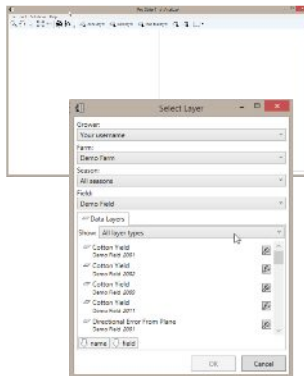 Select Layer
Grower:
Your username
Farm:
Demo Farm
Season:
All seasons
Field:
Demo Field
Data Layers
Show: All layer types
Cotton Yield
Demo Field 2001
Cotton Yield
Demo Field 2002
Cotton Yield
Demo Field 2000
Cotton Yield
Demo Field 2011
Directional Error From Plane
Demo Field 2001
name field
OK Cancel